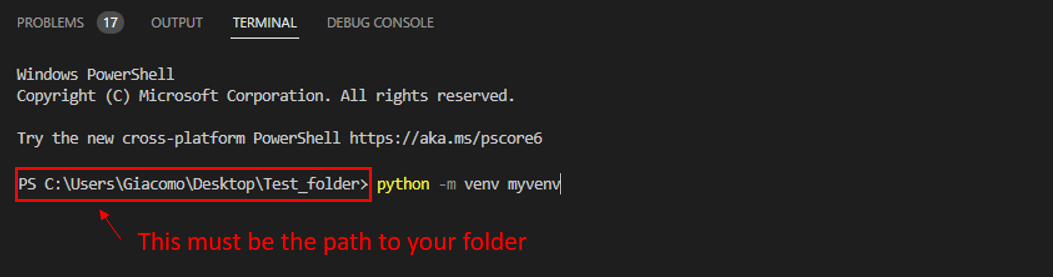 PROBLEMS 17 OUTPUT TERMINAL DEBUG CONSOLE
Windows PowerShell
Copyright (C) Microsoft Corporation. All rights reserved.
Try the new cross-platform PowerShell https://aka.ms/pscore6
PS C:\Users\Giacomo\Desktop\Test_folder> python -m venv myvenv
This must be the path to your folder